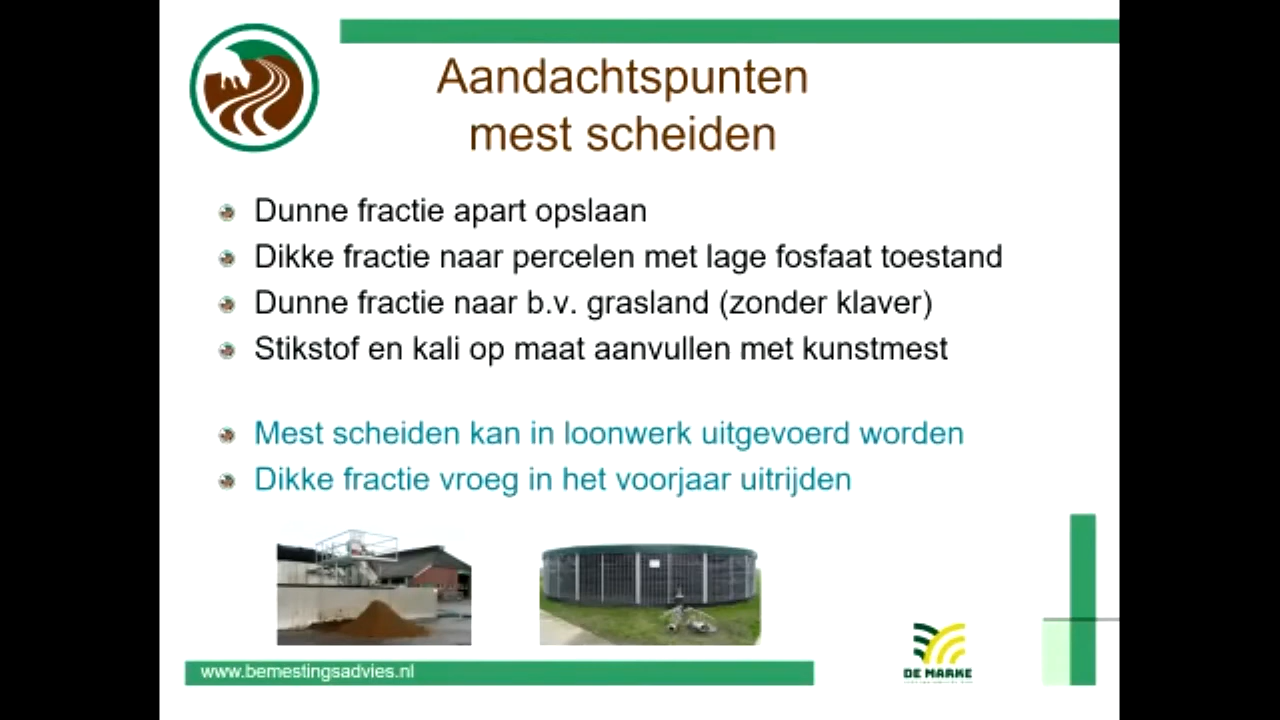 Aandachtspunten
mest scheiden
Dunne fractie apart opslaan
Dikke fractie naar percelen met lage fosfaat toestand
Dunne fractie naar b.v. grasland (zonder klaver)
Stikstof en kali op maat aanvullen met kunstmest
Mest scheiden kan in loonwerk uitgevoerd worden
Dikke fractie vroeg in het voorjaar uitrijden
www.bemestingsadvies.nl
DE MARKE